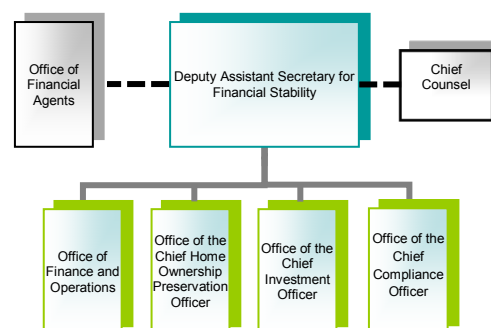 Office of
Financial
Agents
Deputy Assistant Secretary for
Financial Stability
Chief
Counsel
Office of
Finance and
Operations
Office of the
Chief Home
Ownership
Preservation
Officer
Office of the
Chief
Investment
Officer
Office of the
Chief
Compliance
Officer